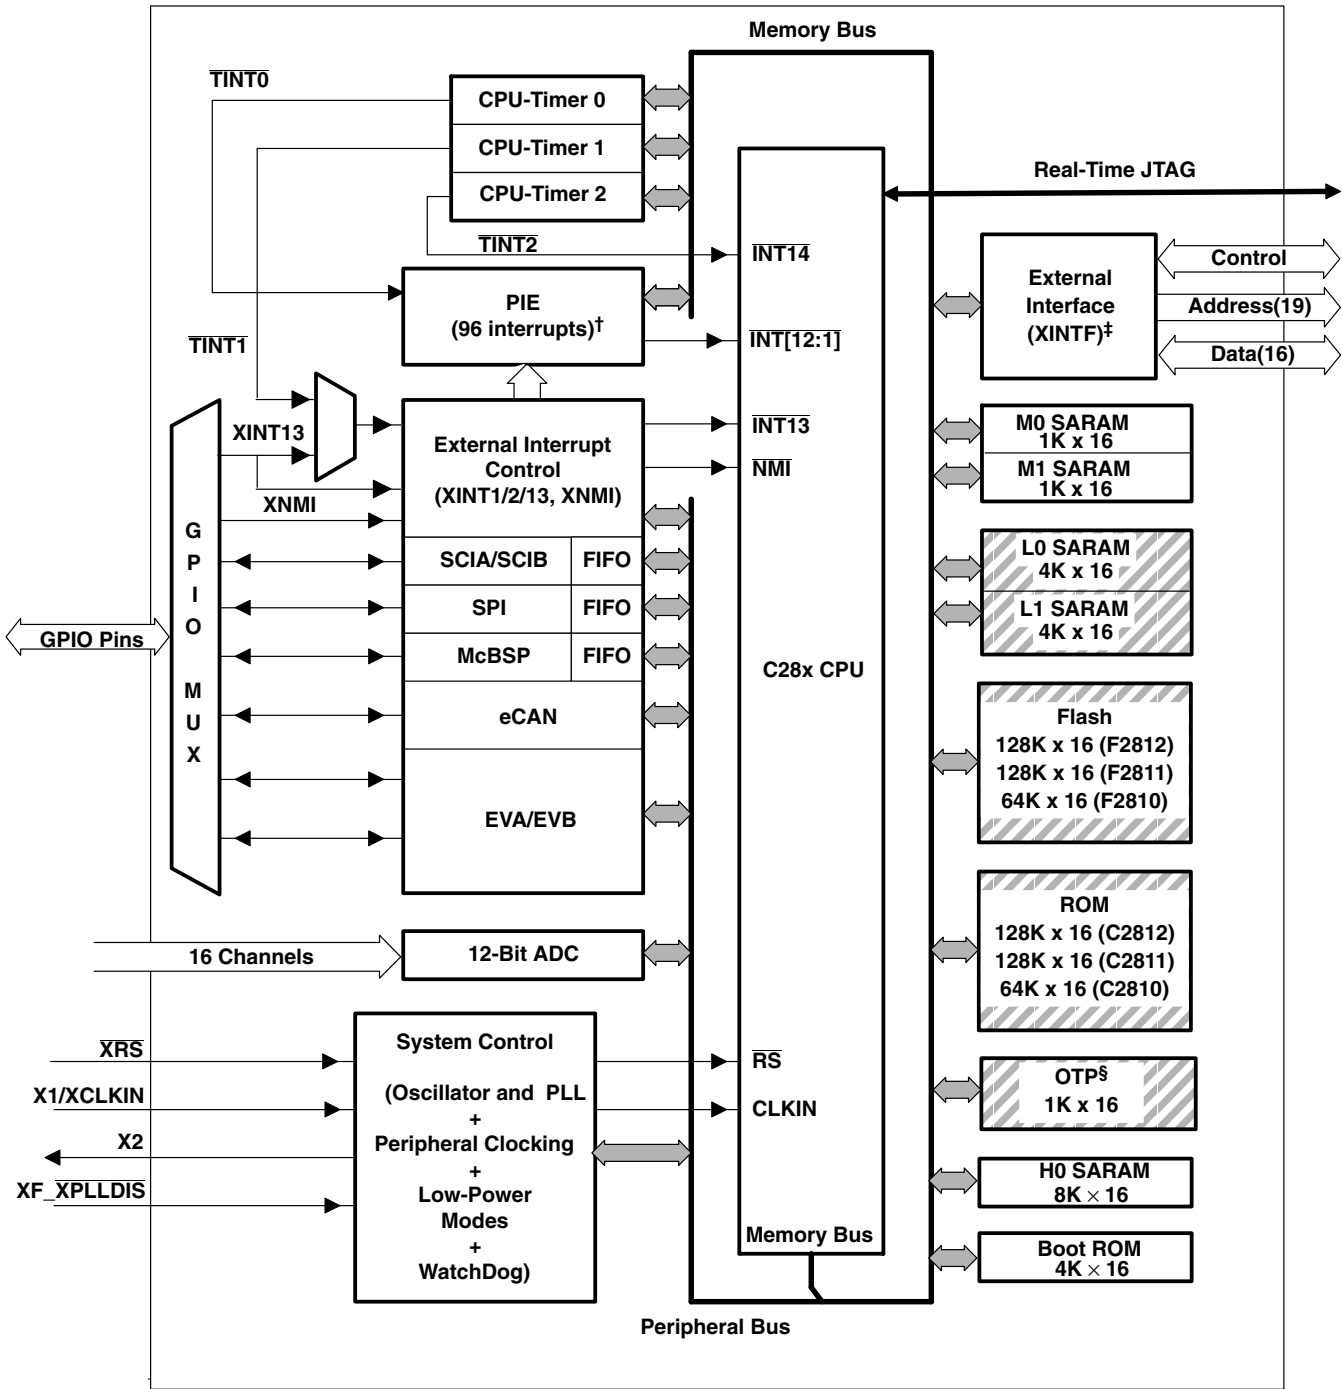 Memory Bus
TINT0
CPU-Timer 0
CPU-Timer 1
CPU-Timer 2
Real-Time JTAG
TINT2
INT14
PIE
(96 interrupts)†
INT[12:1]
External
Interface
(XINTF)‡
Control
Address(19)
Data(16)
TINT1
XINT13
XNMI
External Interrupt
Control
(XINT1/2/13, XNMI)
INT13
NMI
M0 SARAM
1K x 16
M1 SARAM
1K x 16
L0 SARAM
4K x 16
L1 SARAM
4K x 16
GPIO Pins
G
P
I
O
M
U
X
SCIA/SCIB
FIFO
SPI
FIFO
McBSP
FIFO
eCAN
EVA/EVB
C28x CPU
Flash
128K x 16 (F2812)
128K x 16 (F2811)
64K x 16 (F2810)
ROM
128K x 16 (C2812)
128K x 16 (C2811)
64K x 16 (C2810)
16 Channels
12-Bit ADC
XRS
X1/XCLKIN
X2
XF_XPLLDIS
System Control
(Oscillator and PLL
+
Peripheral Clocking
+
Low-Power
Modes
+
WatchDog)
RS
CLKIN
OTP§
1K x 16
H0 SARAM
8K × 16
Memory Bus
Boot ROM
4K × 16
Peripheral Bus